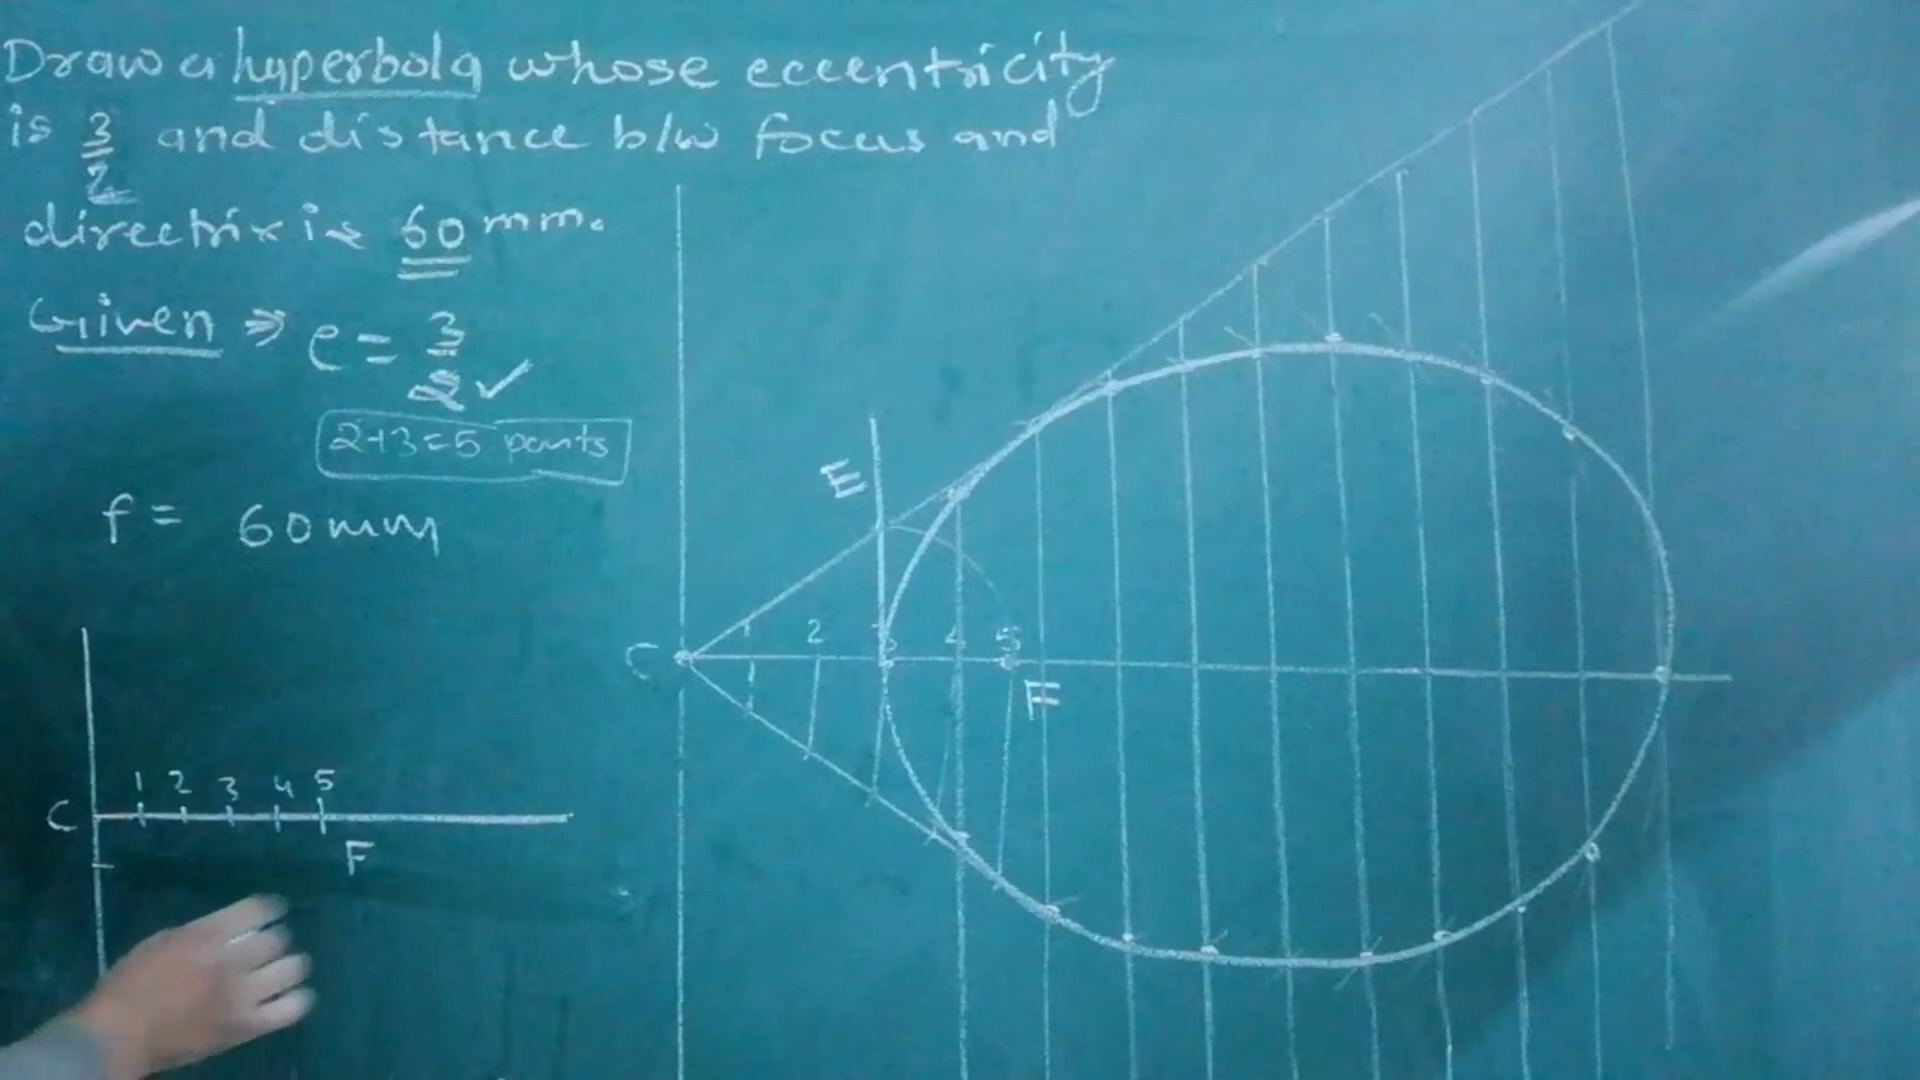 Draw a hyperbola whose eccentricity
is 3/2 and distance b/w focus and
directrix is 60 mm.
Given ⇒ e = 3/2 ✓
2+3=5 parts
f = 60mm
E
1 2 3 4 5
C
F
1 2 3 4 5
C
F